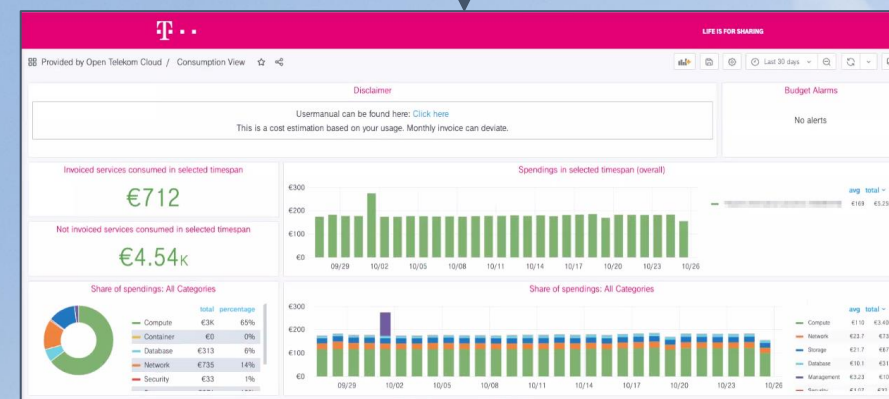 T
LIFE IS FOR SHARING
Provided by Open Telekom Cloud / Consumption View
Last 30 days
Disclaimer
Usermanual can be found here: Click here
This is a cost estimation based on your usage. Monthly invoice can deviate.
Budget Alarms
No alerts
Invoiced services consumed in selected timespan
€712
Not invoiced services consumed in selected timespan
€4.54K
Spendings in selected timespan (overall)
€300
€200
€100
€0
09/29 10/02 10/05 10/08 10/11 10/14 10/17 10/20 10/23 10/26
avg total
€169
Share of spendings: All Categories
total percentage
Compute €3K 65%
Container €0 0%
Database €313 6%
Network €735 14%
Security €33 1%
Share of spendings: All Categories
€300
€200
€100
€0
09/29 10/02 10/05 10/08 10/11 10/14 10/17 10/20 10/23 10/26
avg total
Compute €110
Network €23.7
Storage €21.7
Database €10.1
Management €3.23